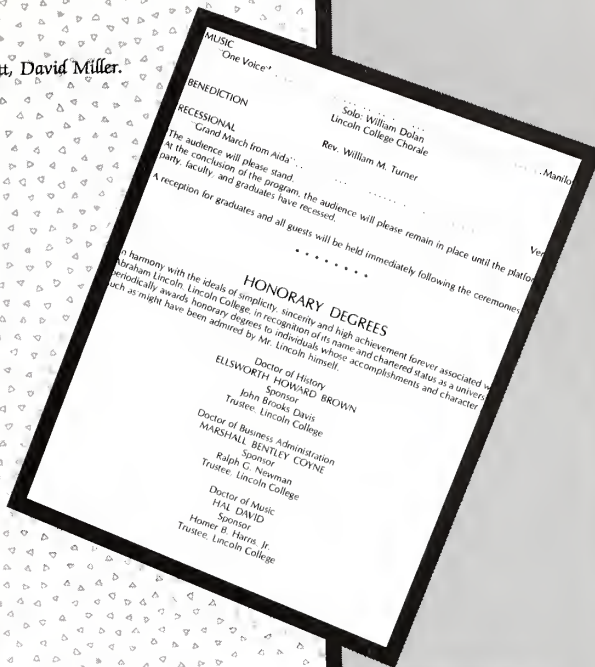 tt, David Miller.
MUSIC
"One Voice" Manilo
Solo: William Dolan
Lincoln College Chorale
BENEDICTION
Rev. William M. Turner
RECESSIONAL
"Grand March from Aida" Ver
The audience will please stand.
At the conclusion of the program, the audience will please remain in place until the platfor
party, faculty, and graduates have recessed.
A reception for graduates and all guests will be held immediately following the ceremonies
HONORARY DEGREES
In harmony with the ideals of simplicity, sincerity and high achievement forever associated w
Abraham Lincoln, Lincoln College, in recognition of its name and chartered status as a univers
periodically awards honorary degrees to individuals whose accomplishments and character
uch as might have been admired by Mr. Lincoln himself.
Doctor of History
ELLSWORTH HOWARD BROWN
Sponsor
John Brooks Davis
Trustee, Lincoln College
Doctor of Business Administration
MARSHALL BENTLEY COYNE
Sponsor
Ralph G. Newman
Trustee, Lincoln College
Doctor of Music
HAL DAVID
Sponsor
Homer B. Harris, Jr.
Trustee, Lincoln College